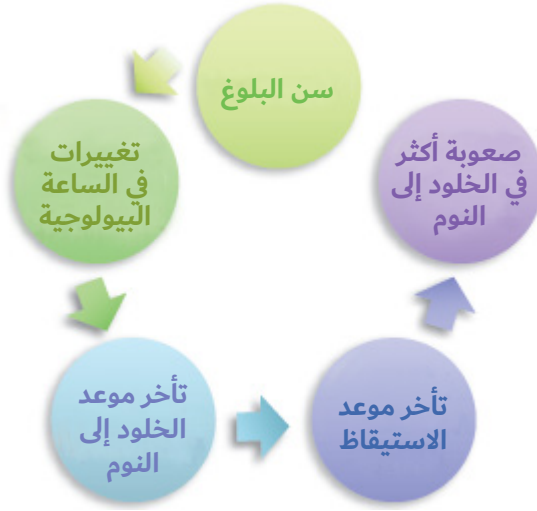 سن البلوغ
تغييرات
في الساعة
البيولوجية
تأخر موعد
الخلود إلى
النوم
تأخر موعد
الاستيقاظ
صعوبة أكثر
في الخلود إلى
النوم